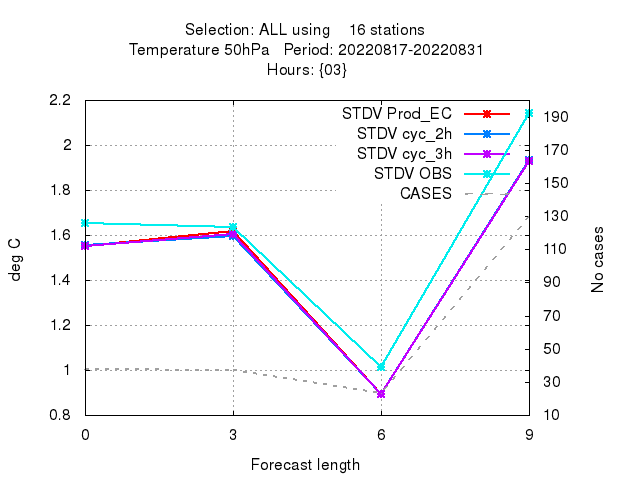 Selection: ALL using    16 stations
Temperature 50hPa   Period: 20220817-20220831
Hours: {03}
STDV Prod_EC
STDV cyc_2h
STDV cyc_3h
STDV OBS
CASES
deg C
2.2
2
1.8
1.6
1.4
1.2
1
0.8
190
170
150
130
110
90
70
50
30
10
No cases
0 3 6 9
Forecast length